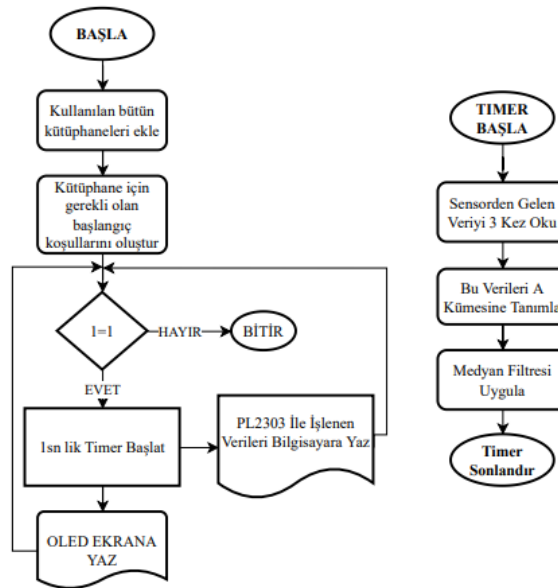 BAŞLA
Kullanılan bütün
kütüphaneleri ekle
Kütüphane için
gerekli olan
başlangıç
koşullarını oluştur
1=1
HAYIR
BİTİR
EVET
1sn lik Timer Başlat
PL2303 İle İşlenen
Verileri Bilgisayara Yaz
OLED EKRANA
YAZ
TIMER
BAŞLA
Sensorden Gelen
Veriyi 3 Kez Oku
Bu Verileri A
Kümesine Tanımla
Medyan Filtresi
Uygula
Timer
Sonlandır